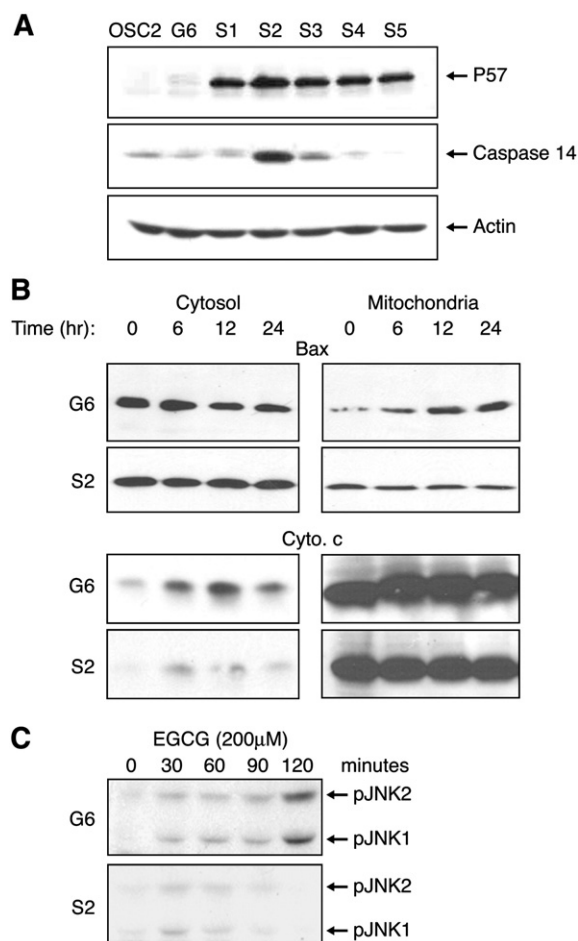 A
OSC2 G6 S1 S2 S3 S4 S5
← P57
← Caspase 14
← Actin
B
Cytosol Mitochondria
Time (hr): 0 6 12 24 0 6 12 24
Bax
G6
S2
Cyto. c
G6
S2
C
EGCG (200µM)
0 30 60 90 120 minutes
G6
← pJNK2
← pJNK1
S2
← pJNK2
← pJNK1